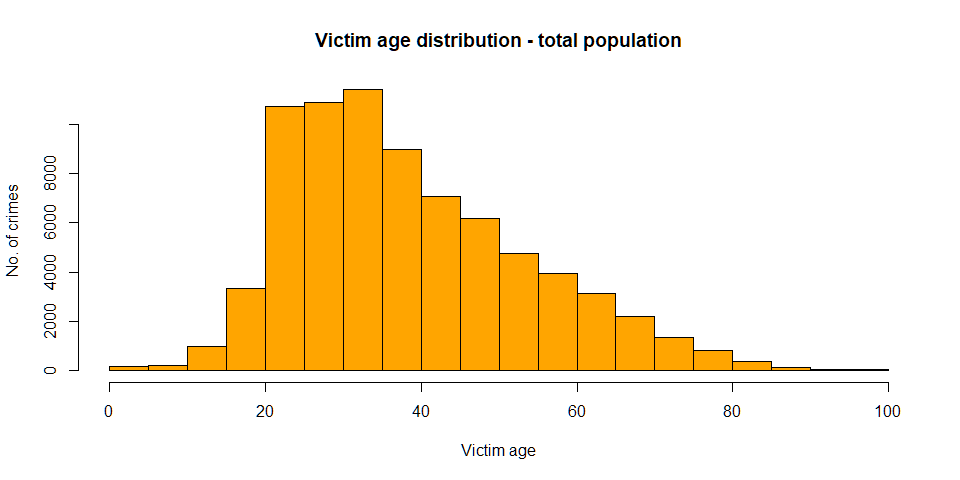 Victim age distribution - total population
No. of crimes
8000
6000
4000
2000
0
0 20 40 60 80 100
Victim age